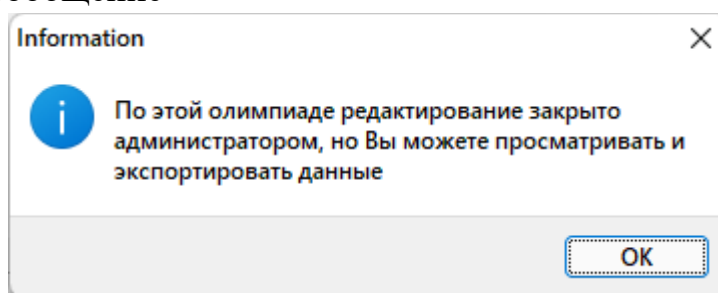 Information
По этой олимпиаде редактирование закрыто
администратором, но Вы можете просматривать и
экспортировать данные
OK